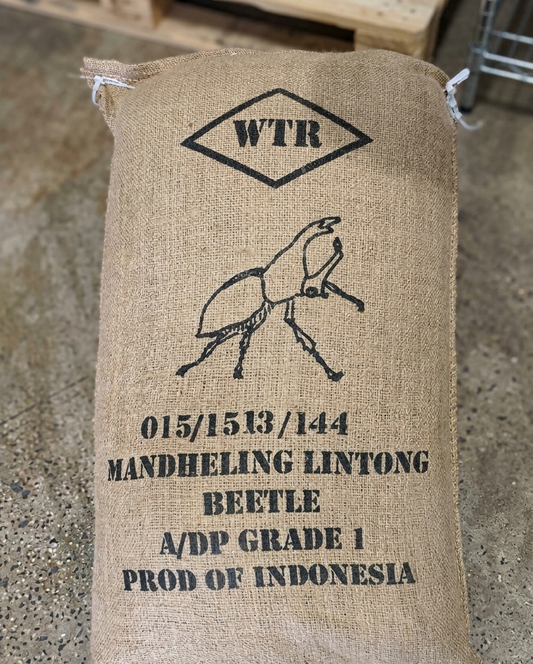 WTR
015/1513/144
MANDHELING LINTONG
BEETLE
A/DP GRADE 1
PROD OF INDONESIA